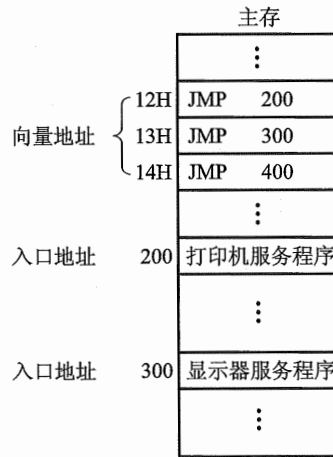 主存
⋮
12H JMP 200
向量地址 13H JMP 300
14H JMP 400
⋮
入口地址 200 打印机服务程序
⋮
入口地址 300 显示器服务程序
⋮